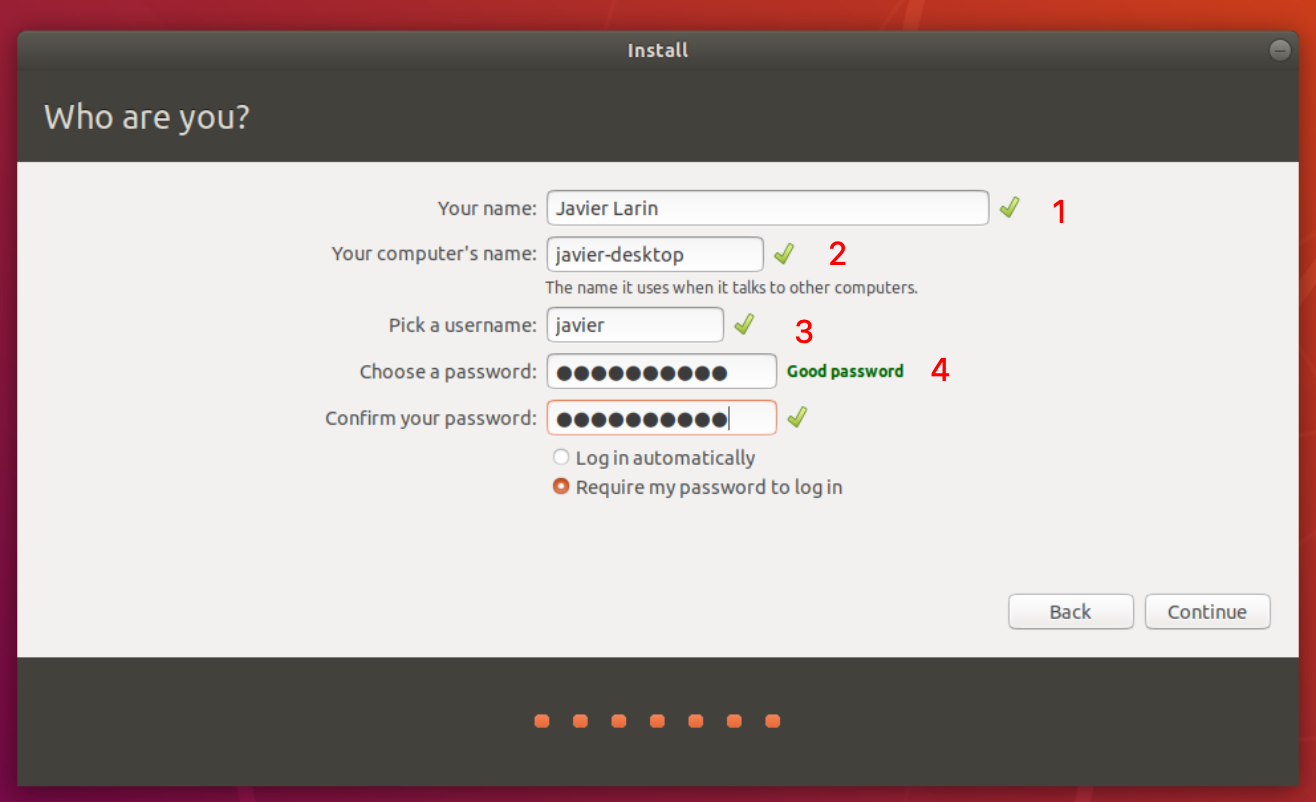 Install
Who are you?
Your name: Javier Larin 1
Your computer's name: javier-desktop 2
The name it uses when it talks to other computers.
Pick a username: javier 3
Choose a password: ●●●●●●●●●● Good password 4
Confirm your password: ●●●●●●●●●●
Log in automatically
Require my password to log in
Back Continue